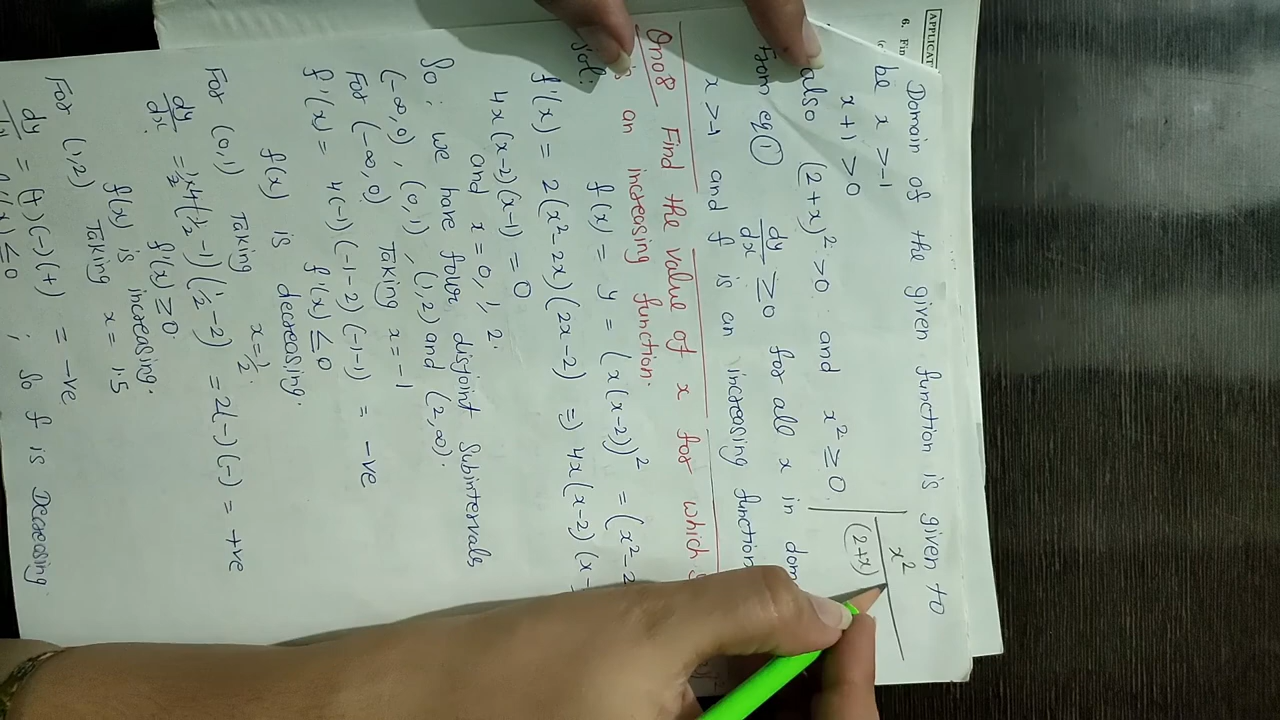 APPLICAT
6. Fin
Domain of the given function is given to
be x > -1
x+1 > 0
also (2+x)² > 0 and x² ≥ 0.
x²
(2+x)
From eq ① dy/dx ≥ 0 for all x in dom
x > -1 and f is an increasing function
Qno8 Find the value of x for which
is an increasing function.
Sol: f(x) = y = (x(x-2))² = (x²-2
f'(x) = 2(x²-2x)(2x-2) => 4x(x-2)(x-
4x(x-2)(x-1) = 0
and x = 0, 1, 2.
So; we have four disjoint Subintervals
(-∞,0), (0,1), (1,2) and (2,∞).
For (-∞,0) Taking x = -1
f'(x) = 4(-1)(-1-2)(-1-1) = -ve
f'(x) ≤ 0
f(x) is decreasing.
For (0,1) Taking x = 1/2.
dy/dx = 1/2×4(1/2-1)(1/2-2) = 2(-)(-) = +ve
f'(x) ≥ 0.
f(x) is increasing.
For (1,2) Taking x = 1.5
dy = (+)(-)(+) = -ve
f'(x) ≤ 0 ; So f is Decreasing